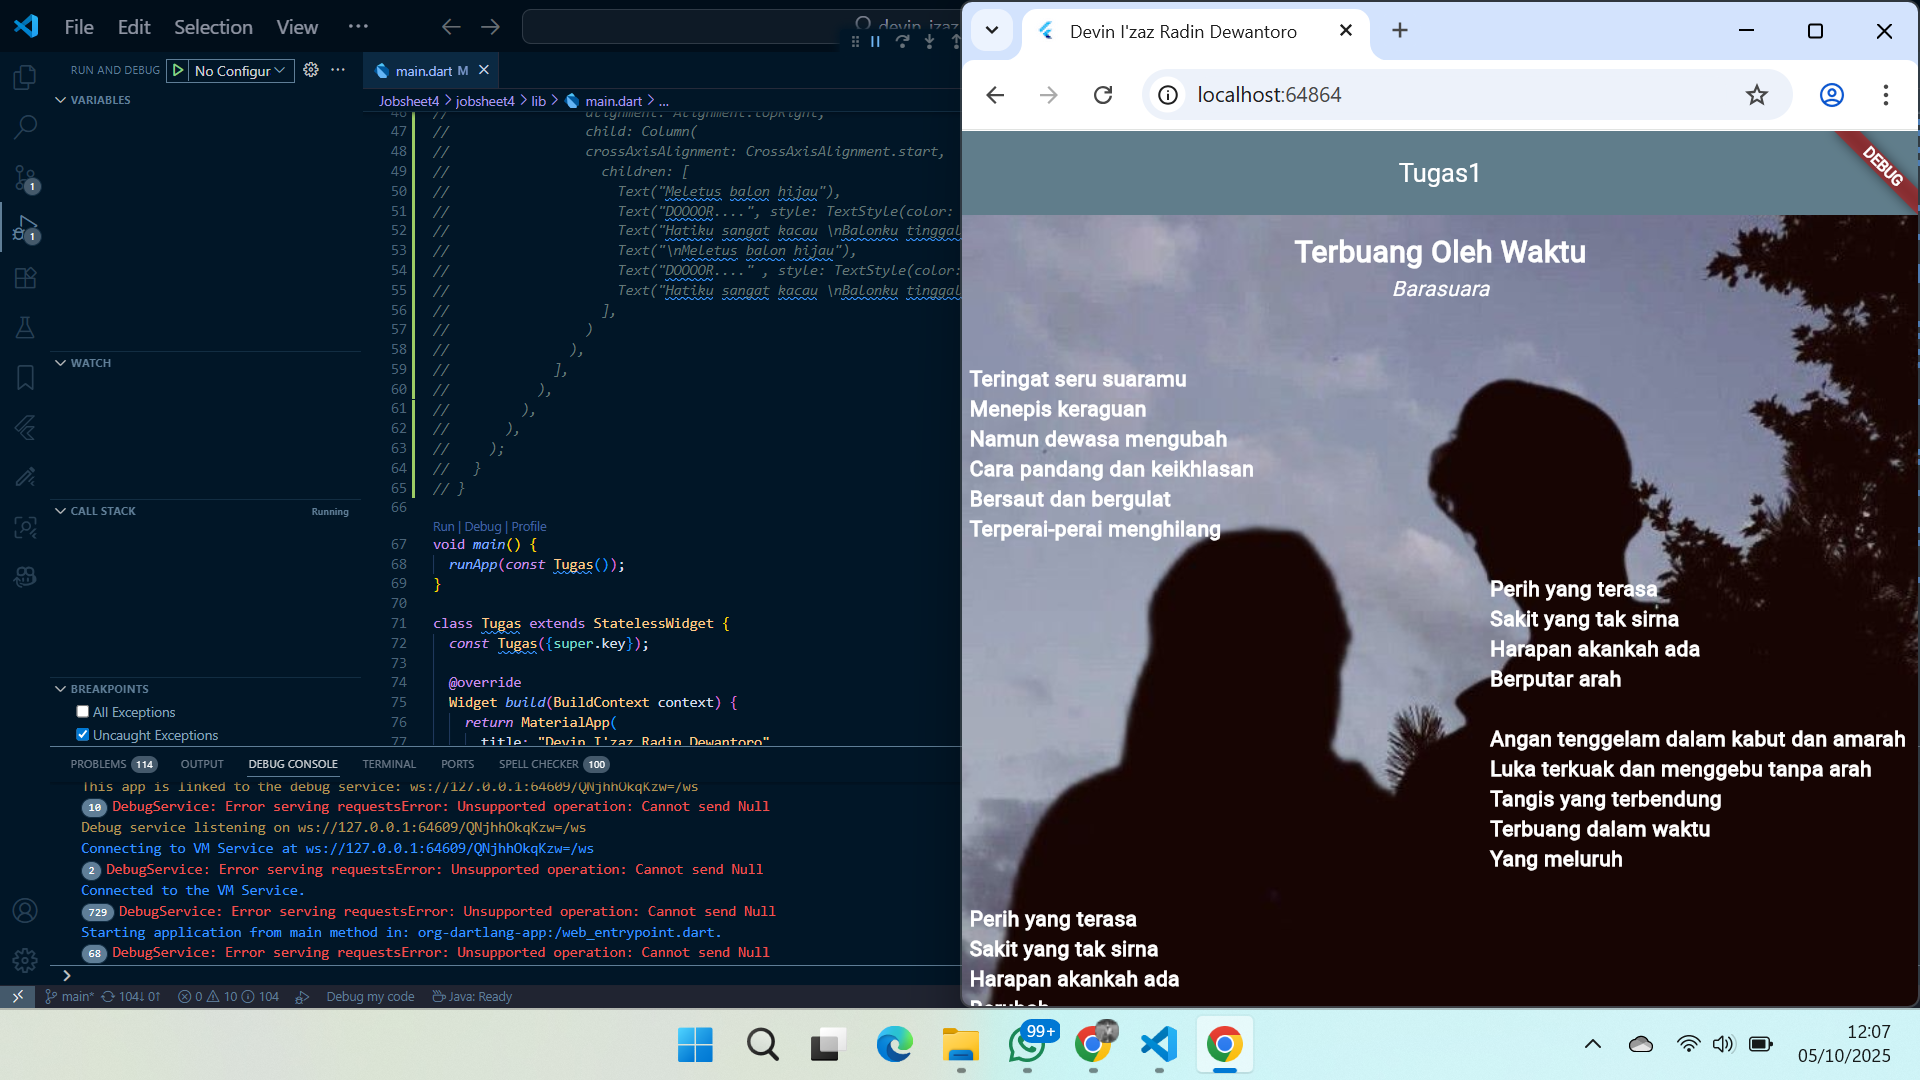 File Edit Selection View ...
devin_izaz
RUN AND DEBUG No Configur
VARIABLES
WATCH
CALL STACK Running
BREAKPOINTS
All Exceptions
Uncaught Exceptions
main.dart M
Jobsheet4 > jobsheet4 > lib > main.dart > ...
46 // alignment: Alignment.topRight,
47 // child: Column(
48 // crossAxisAlignment: CrossAxisAlignment.start,
49 // children: [
50 // Text("Meletus balon hijau"),
51 // Text("DOOOOR....", style: TextStyle(color:
52 // Text("Hatiku sangat kacau \nBalonku tinggal
53 // Text("\nMeletus balon hijau"),
54 // Text("DOOOOR...." , style: TextStyle(color:
55 // Text("Hatiku sangat kacau \nBalonku tinggal
56 // ],
57 // )
58 // ),
59 // ],
60 // ),
61 // ),
62 // ),
63 // );
64 // }
65 // }
66
Run | Debug | Profile
67 void main() {
68 runApp(const Tugas());
69 }
70
71 class Tugas extends StatelessWidget {
72 const Tugas({super.key});
73
74 @override
75 Widget build(BuildContext context) {
76 return MaterialApp(
77 title: "Devin I'zaz Radin Dewantoro"
PROBLEMS 114 OUTPUT DEBUG CONSOLE TERMINAL PORTS SPELL CHECKER 100
This app is linked to the debug service: ws://127.0.0.1:64609/QNjhhOkqKzw=/ws
10 DebugService: Error serving requestsError: Unsupported operation: Cannot send Null
Debug service listening on ws://127.0.0.1:64609/QNjhhOkqKzw=/ws
Connecting to VM Service at ws://127.0.0.1:64609/QNjhhOkqKzw=/ws
2 DebugService: Error serving requestsError: Unsupported operation: Cannot send Null
Connected to the VM Service.
729 DebugService: Error serving requestsError: Unsupported operation: Cannot send Null
Starting application from main method in: org-dartlang-app:/web_entrypoint.dart.
68 DebugService: Error serving requestsError: Unsupported operation: Cannot send Null
main* 104↓ 0↑ 0 10 104 Debug my code Java: Ready
1
1
Devin I'zaz Radin Dewantoro
localhost:64864
Tugas1
DEBUG
Terbuang Oleh Waktu
Barasuara
Teringat seru suaramu
Menepis keraguan
Namun dewasa mengubah
Cara pandang dan keikhlasan
Bersaut dan bergulat
Terperai-perai menghilang
Perih yang terasa
Sakit yang tak sirna
Harapan akankah ada
Berputar arah
Angan tenggelam dalam kabut dan amarah
Luka terkuak dan menggebu tanpa arah
Tangis yang terbendung
Terbuang dalam waktu
Yang meluruh
Perih yang terasa
Sakit yang tak sirna
Harapan akankah ada
99+
12:07
05/10/2025